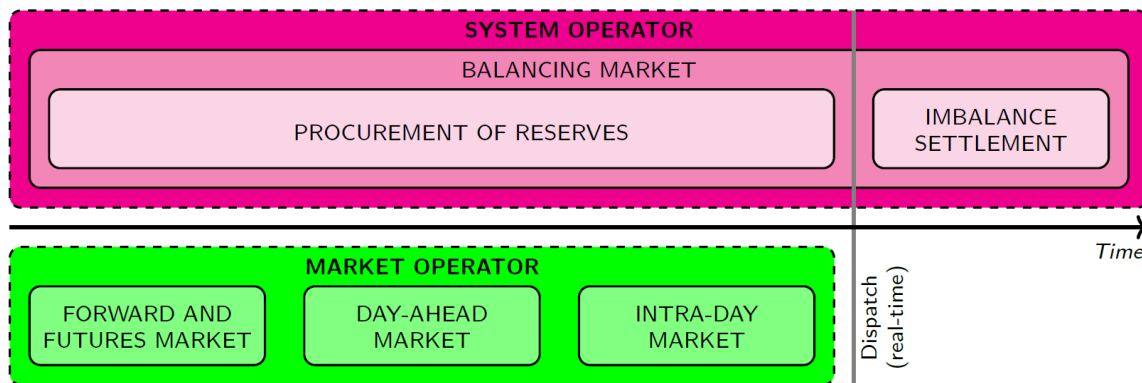 SYSTEM OPERATOR
BALANCING MARKET
PROCUREMENT OF RESERVES
IMBALANCE
SETTLEMENT
Time
MARKET OPERATOR
FORWARD AND
FUTURES MARKET
DAY-AHEAD
MARKET
INTRA-DAY
MARKET
Dispatch
(real-time)